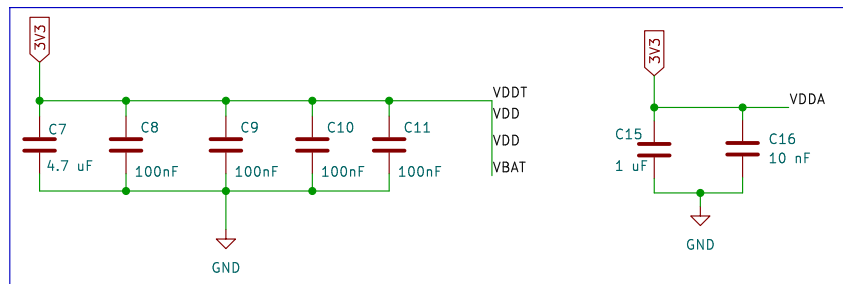 3V3
VDDT
VDD
VDD
VBAT
C7
4.7 uF
C8
100nF
C9
100nF
C10
100nF
C11
100nF
GND
3V3
VDDA
C15
1 uF
C16
10 nF
GND